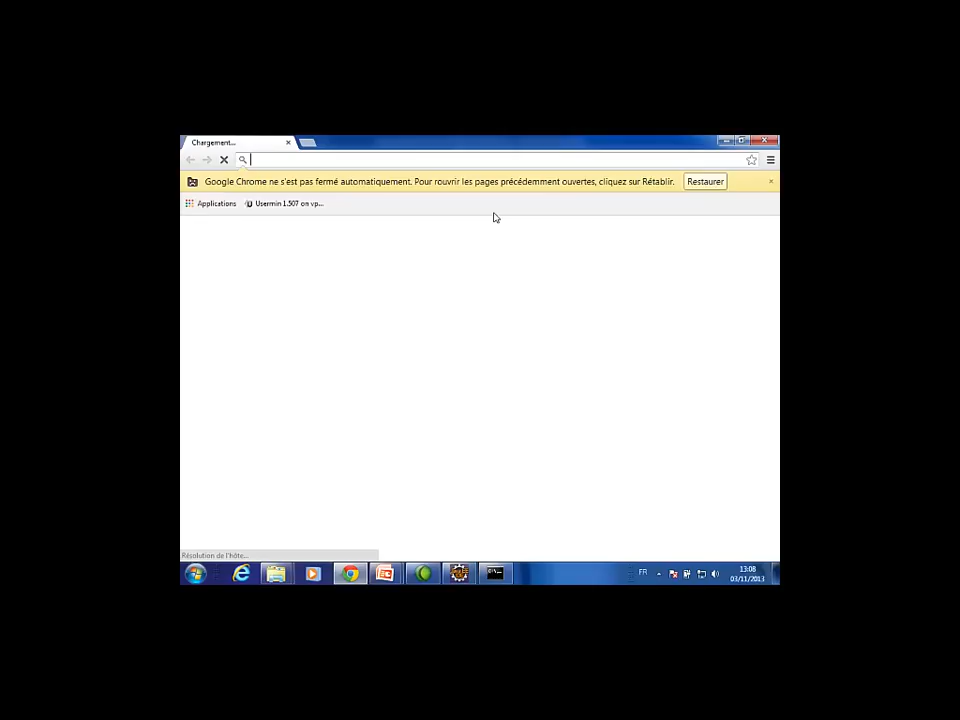 Chargement...
Google Chrome ne s'est pas fermé automatiquement. Pour rouvrir les pages précédemment ouvertes, cliquez sur Rétablir. Restaurer
Applications Usermin 1.507 on vp...
Résolution de l'hôte...
FR 13:08
03/11/2013